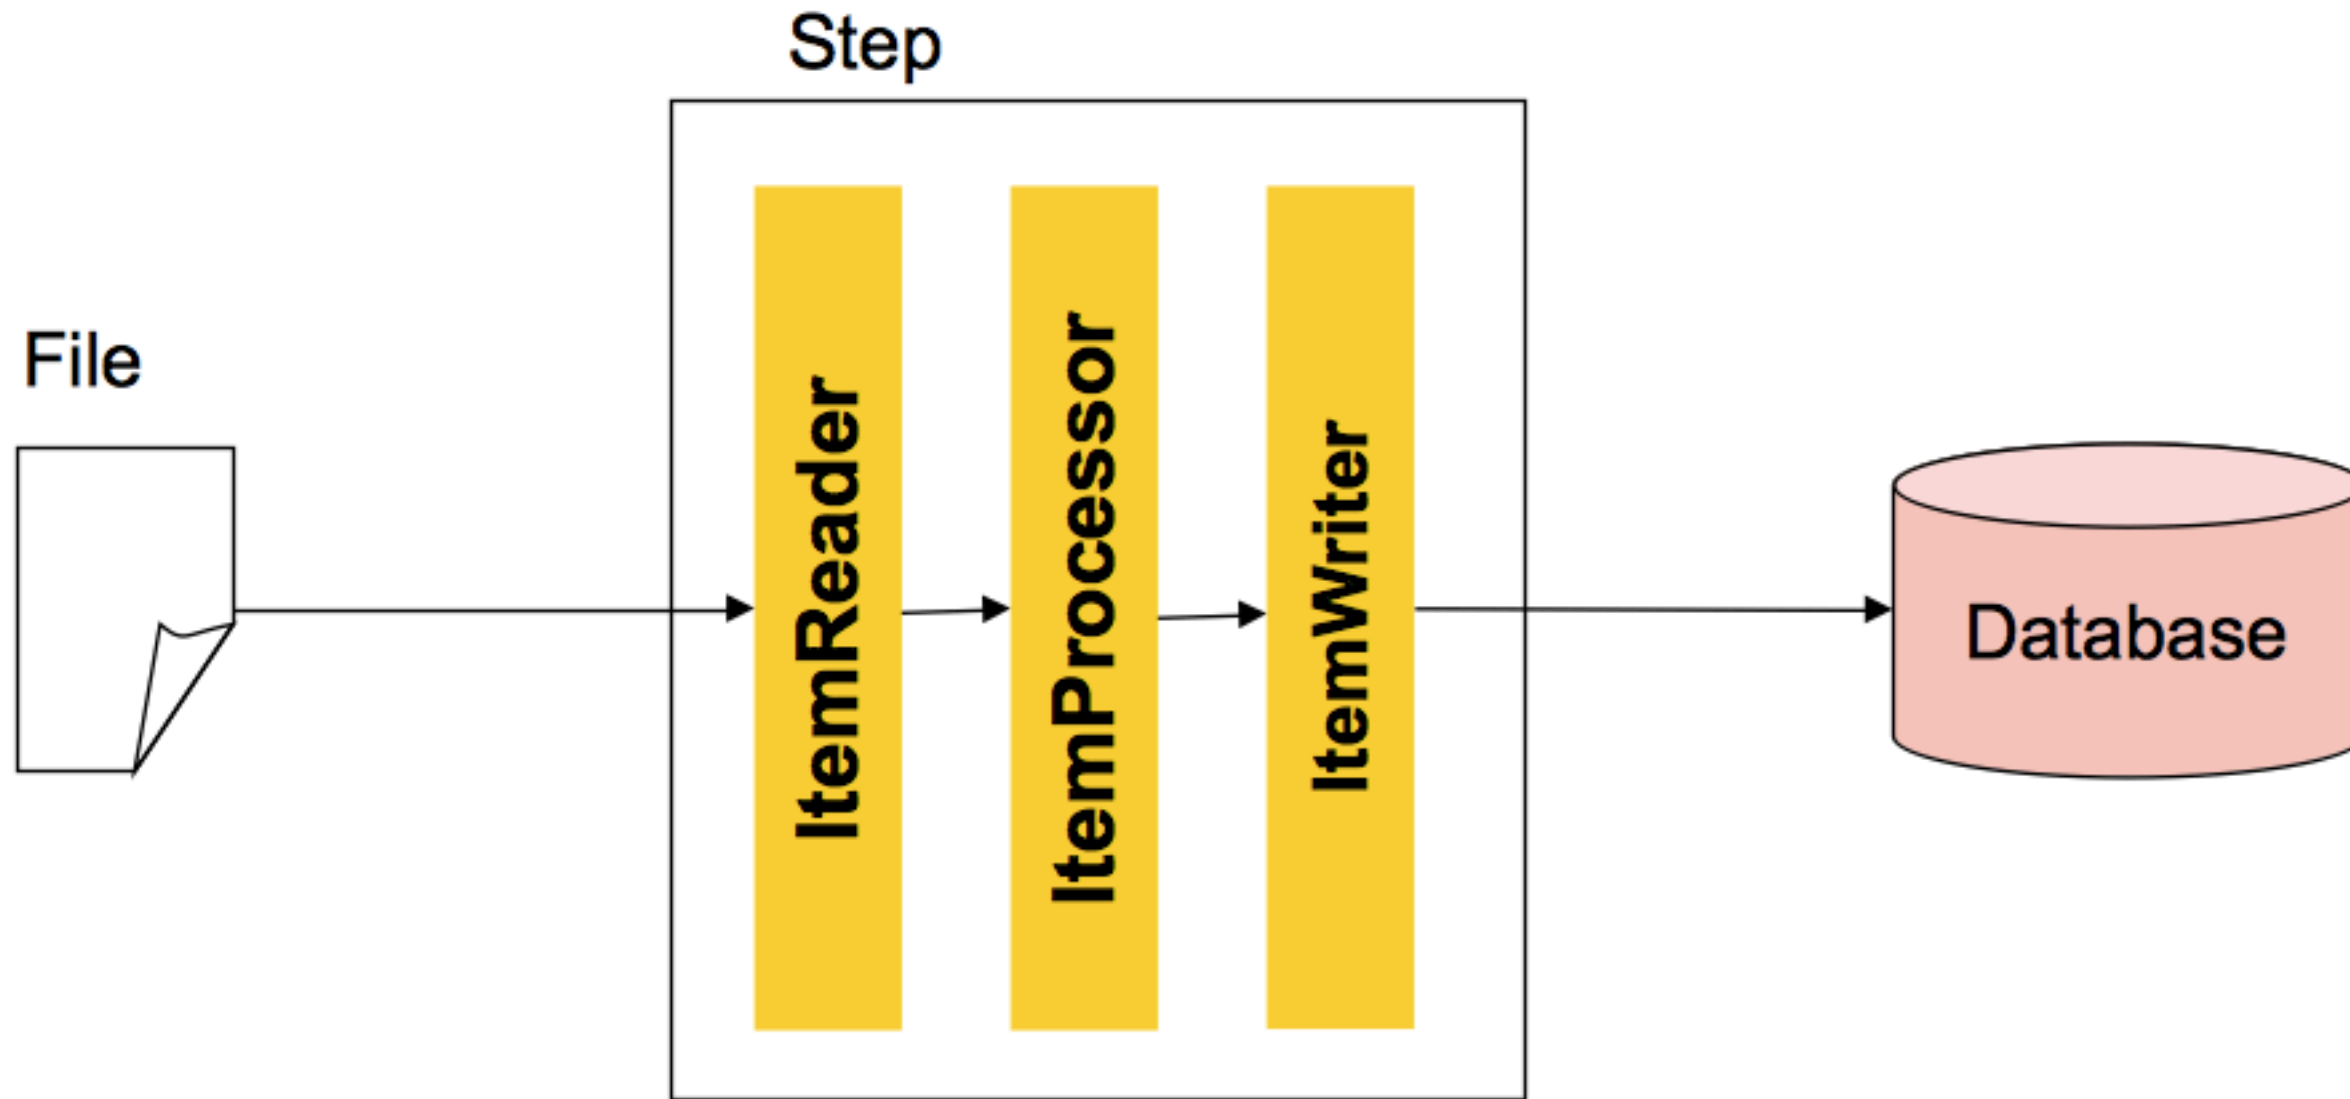 Step
File
ItemReader
ItemProcessor
ItemWriter
Database